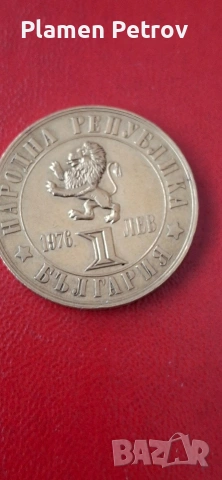 Plamen Petrov
НАРОДНА РЕПУБЛИКА
1976. ЛЕВ
1
★ БЪЛГАРИЯ ★
BAZAR